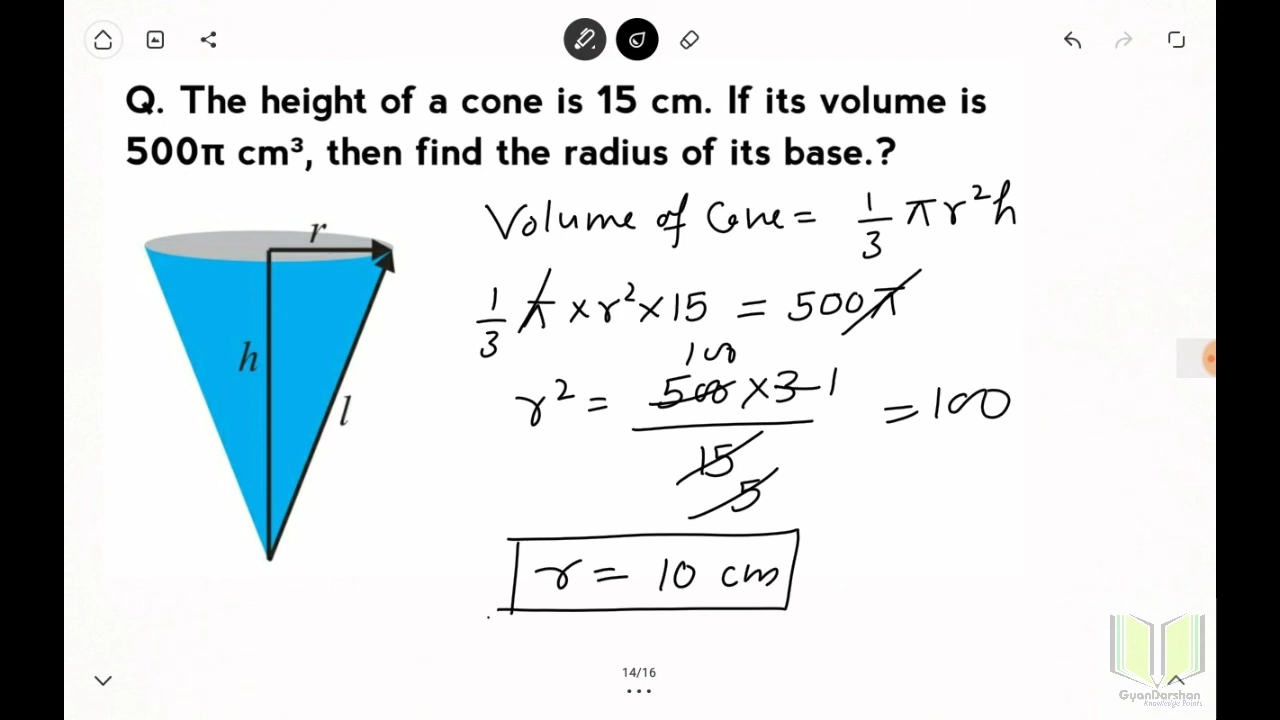 Q. The height of a cone is 15 cm. If its volume is
500π cm³, then find the radius of its base.?
r
h
l
Volume of Cone = 1/3 πr²h
1/3 π × r² × 15 = 500π
r² = 500 × 3 / 15 = 100
100
1
5
r = 10 cm
14/16
GyanDarshan
Knowledge Points